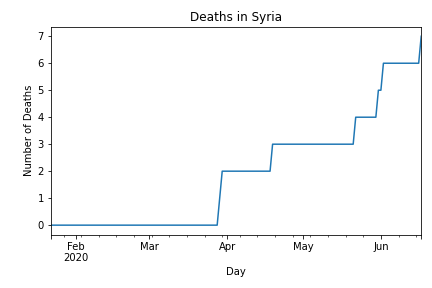 Deaths in Syria
7
6
5
4
3
2
1
0
Number of Deaths
Feb
2020
Mar
Apr
May
Jun
Day